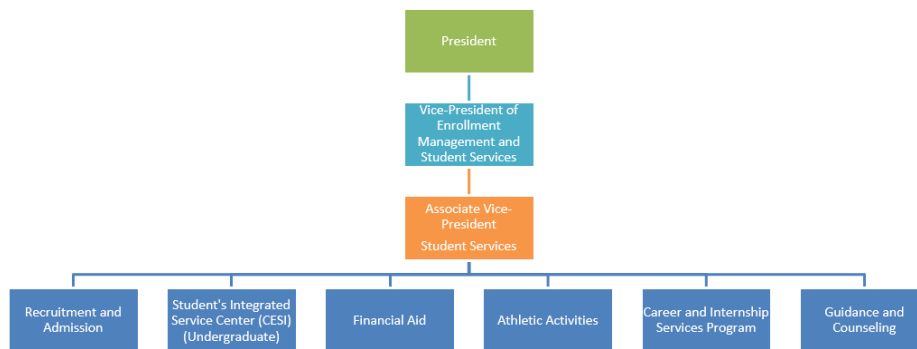 President
Vice-President of
Enrollment
Management and
Student Services
Associate Vice-
President
Student Services
Recruitment and
Admission
Student's Integrated
Service Center (CESI)
(Undergraduate)
Financial Aid
Athletic Activities
Career and Internship
Services Program
Guidance and
Counseling